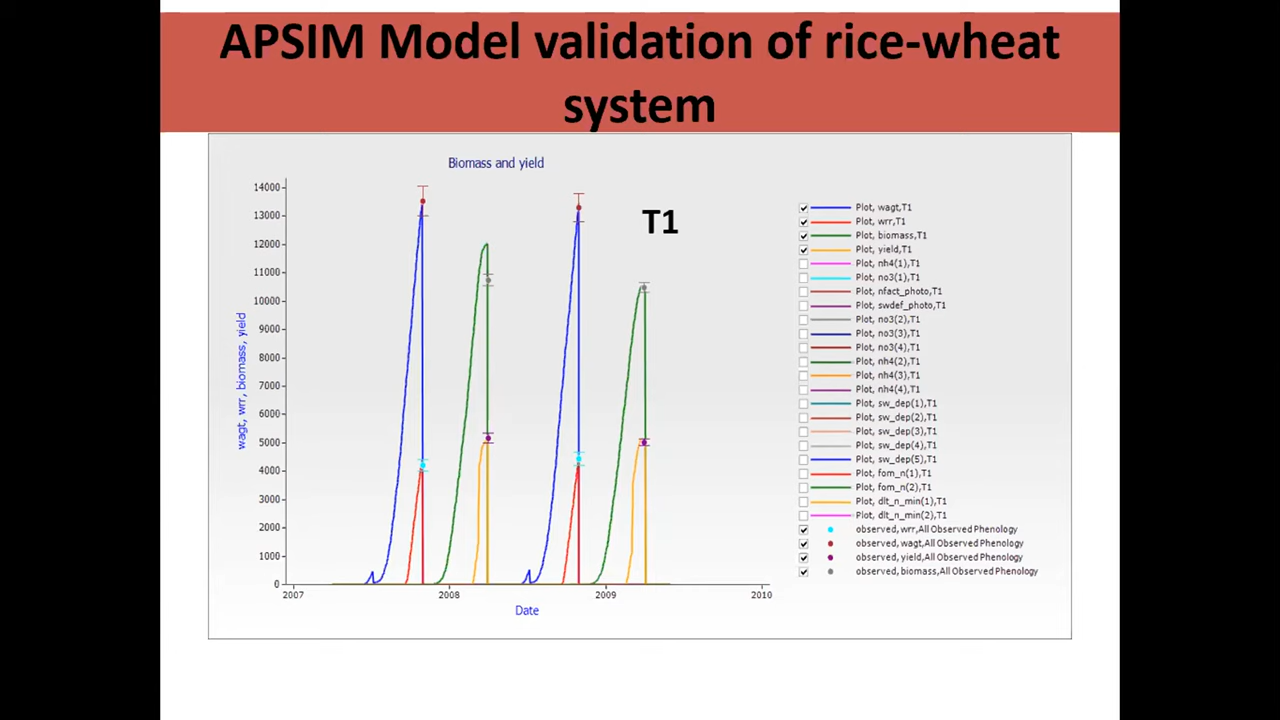 APSIM Model validation of rice-wheat
system
Biomass and yield
T1
wagt, wrr, biomass, yield
14000
13000
12000
11000
10000
9000
8000
7000
6000
5000
4000
3000
2000
1000
0
2007 2008 2009 2010
Date
Plot, wagt,T1
Plot, wrr,T1
Plot, biomass,T1
Plot, yield,T1
Plot, nh4(1),T1
Plot, no3(1),T1
Plot, nfact_photo,T1
Plot, swdef_photo,T1
Plot, no3(2),T1
Plot, no3(3),T1
Plot, no3(4),T1
Plot, nh4(2),T1
Plot, nh4(3),T1
Plot, nh4(4),T1
Plot, sw_dep(1),T1
Plot, sw_dep(2),T1
Plot, sw_dep(3),T1
Plot, sw_dep(4),T1
Plot, sw_dep(5),T1
Plot, fom_n(1),T1
Plot, fom_n(2),T1
Plot, dlt_n_min(1),T1
Plot, dlt_n_min(2),T1
observed, wrr,All Observed Phenology
observed, wagt,All Observed Phenology
observed, yield,All Observed Phenology
observed, biomass,All Observed Phenology